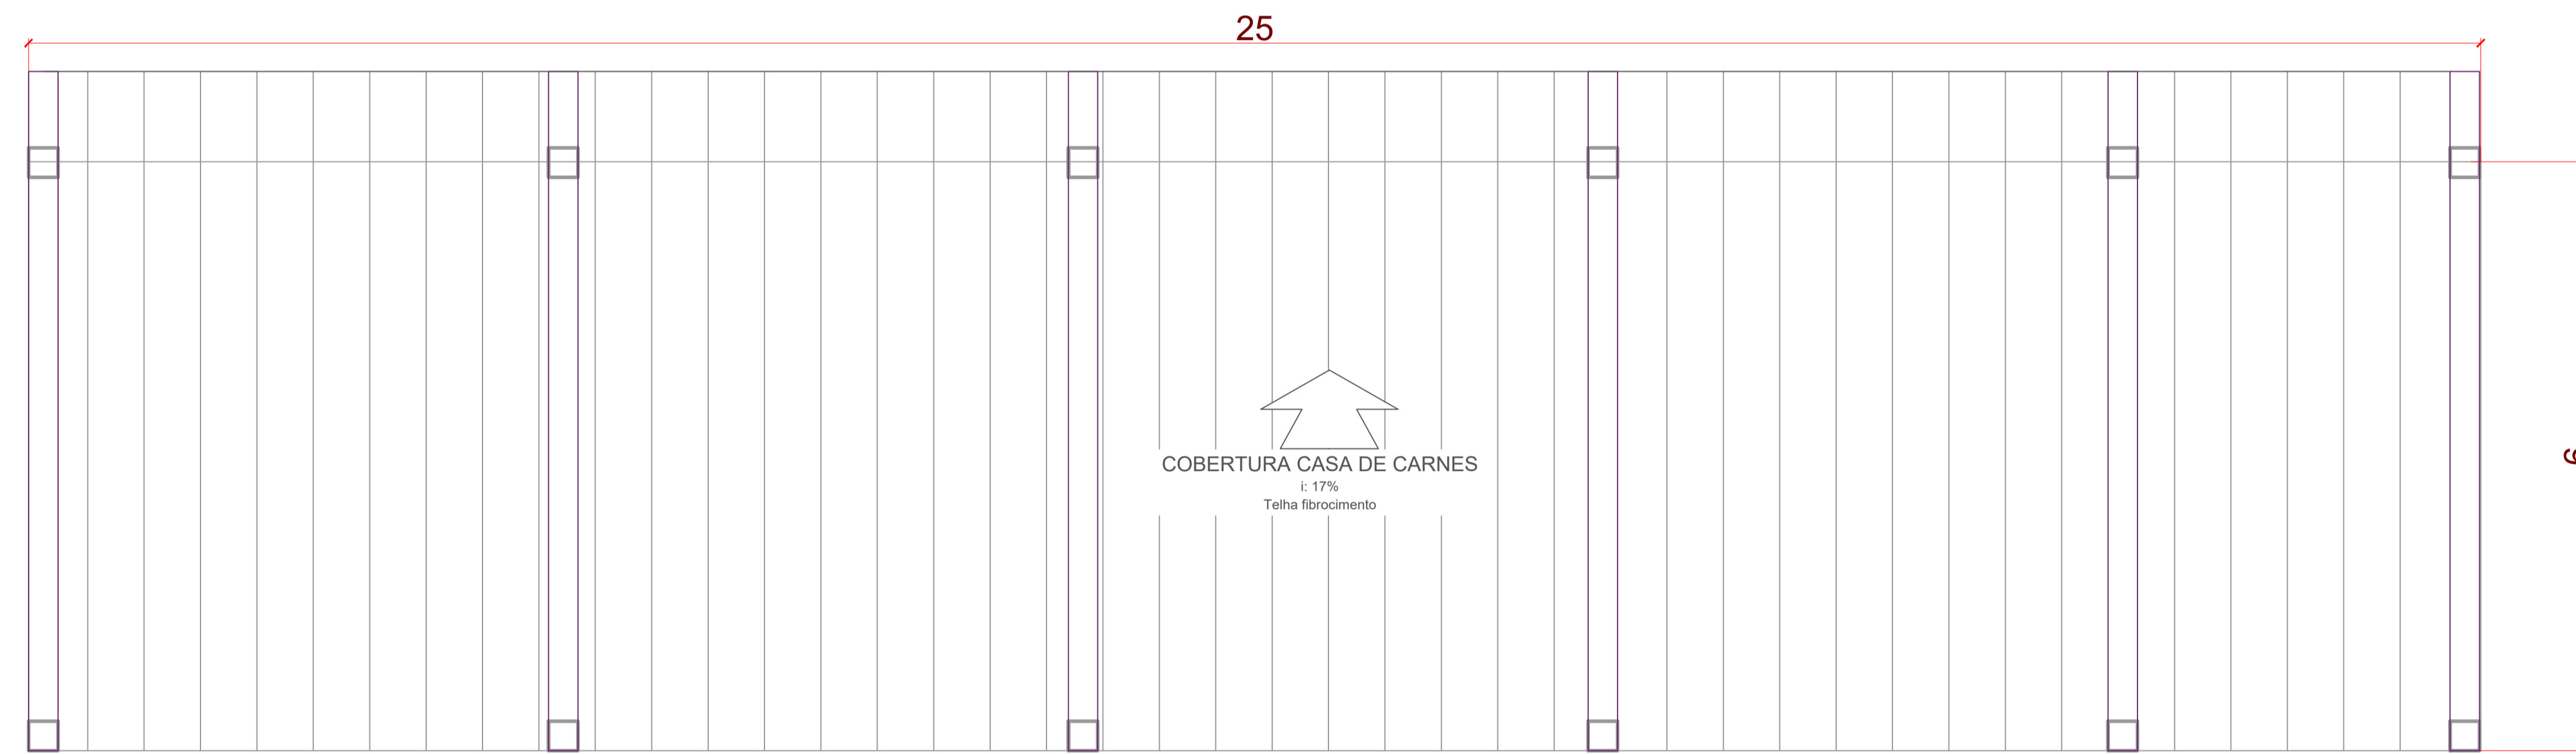 25
COBERTURA CASA DE CARNES
i: 17%
Telha fibrocimento